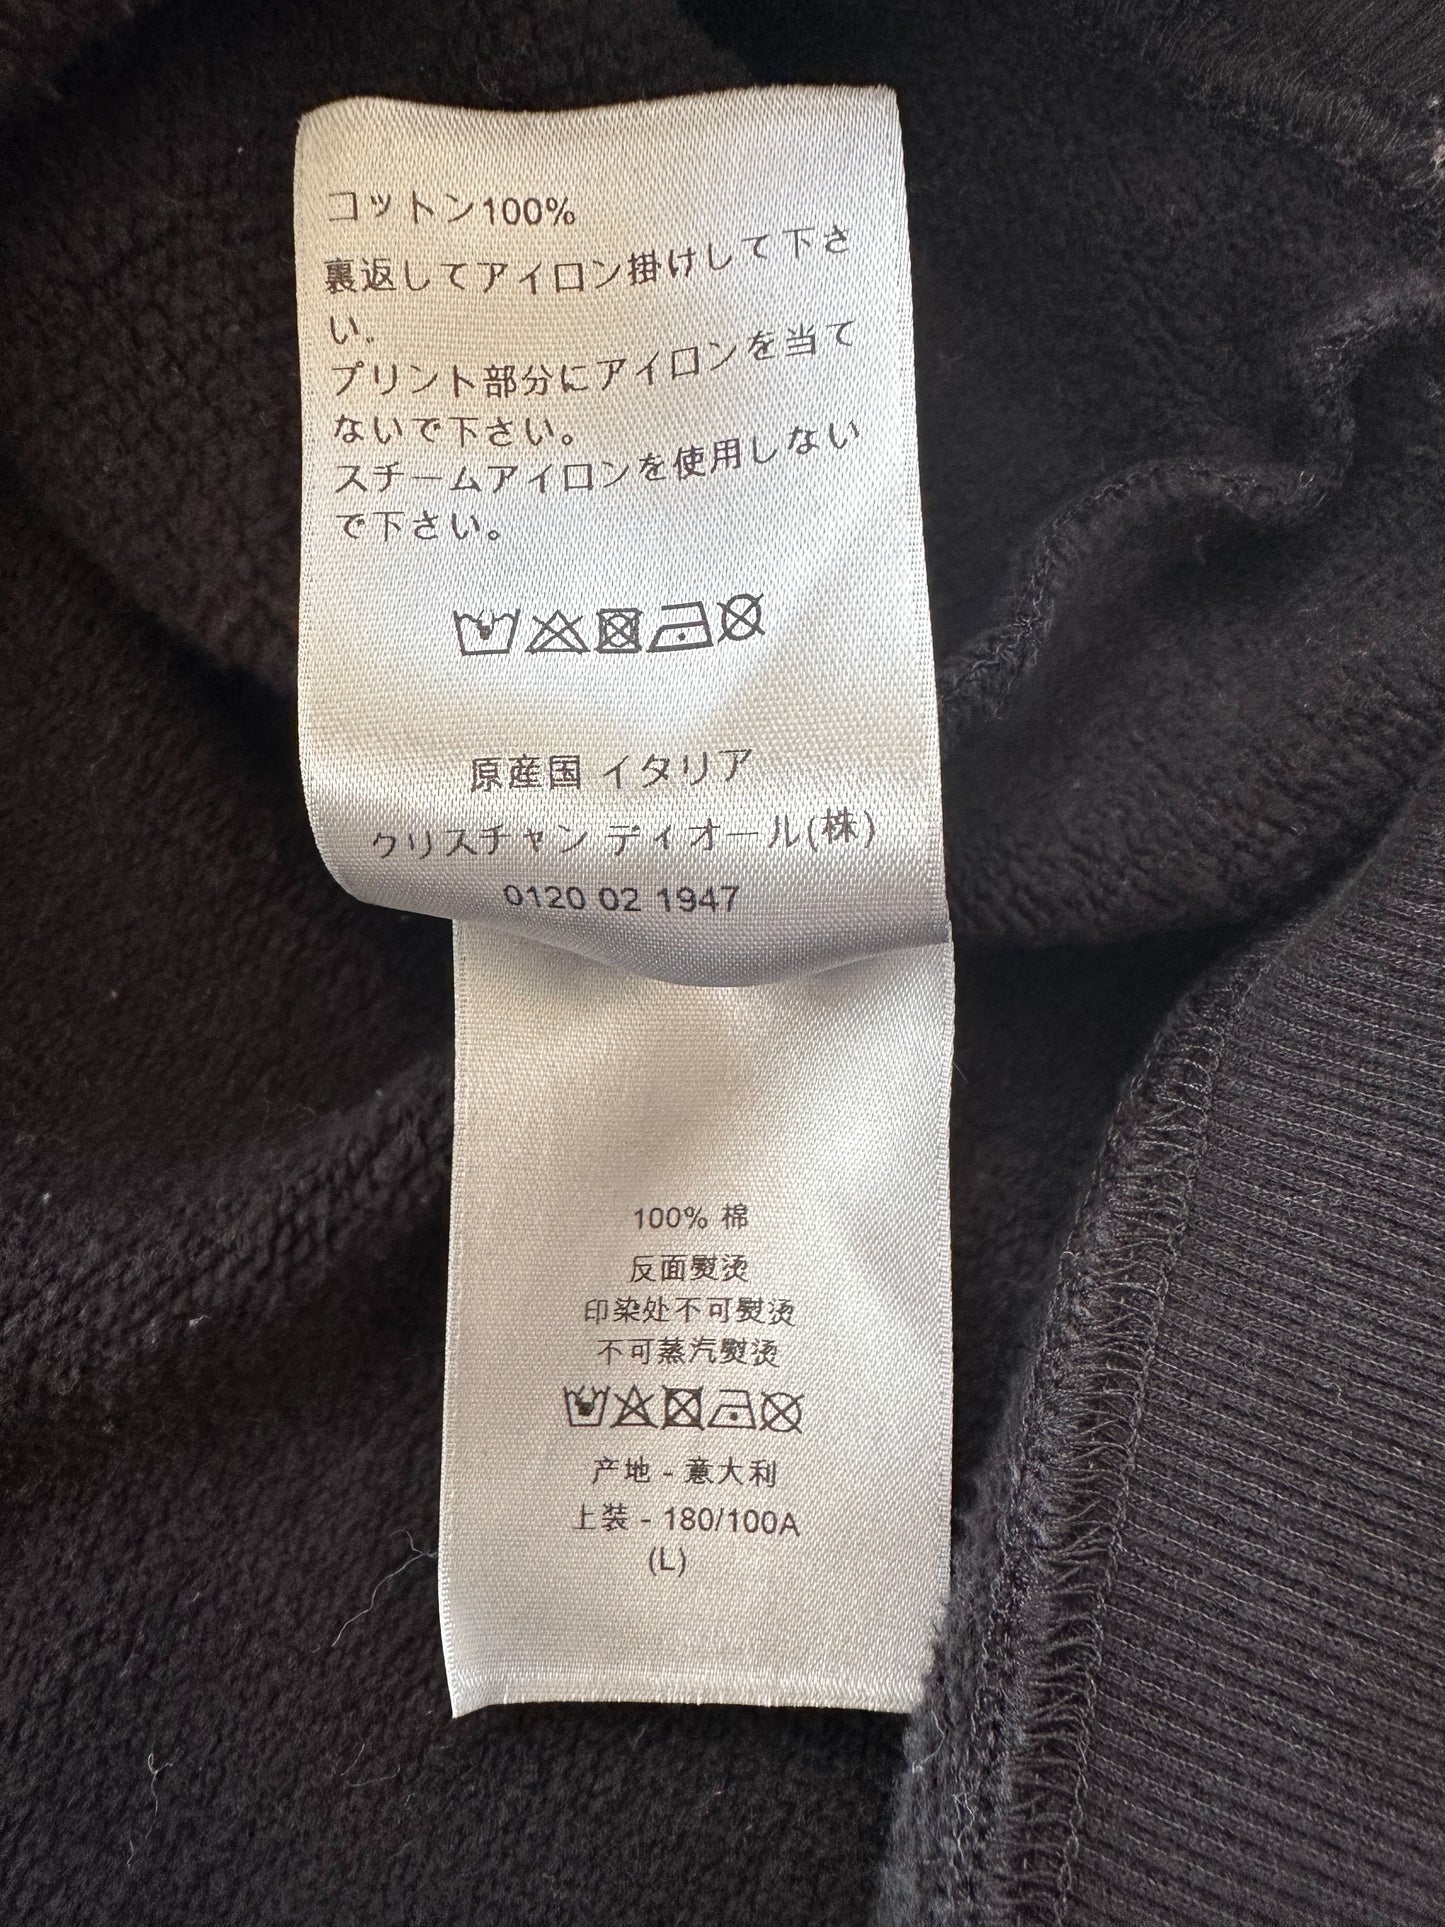 コットン100%
裏返してアイロン掛けして下さ
い。
プリント部分にアイロンを当て
ないで下さい。
スチームアイロンを使用しない
で下さい。
原産国 イタリア
クリスチャン ディオール(株)
0120 02 1947
100% 棉
反面熨烫
印染处不可熨烫
不可蒸汽熨烫
产地 - 意大利
上装 - 180/100A
(L)